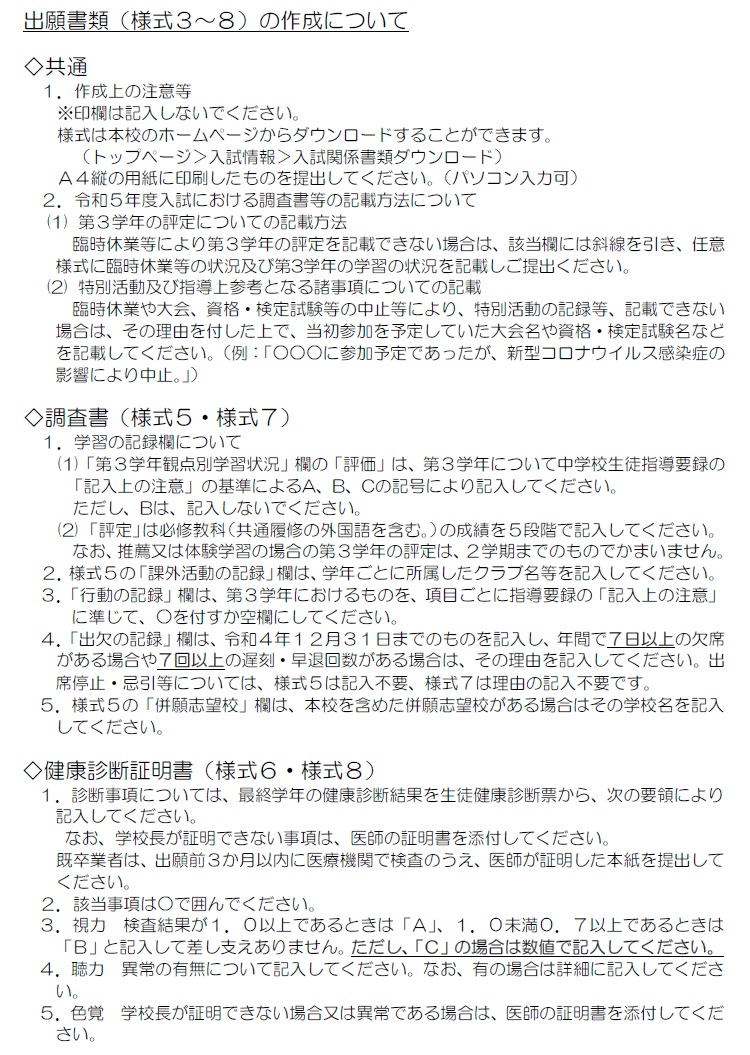 出願書類（様式３～８）の作成について
◇共通
１．作成上の注意等
※印欄は記入しないでください。
様式は本校のホームページからダウンロードすることができます。
（トップページ＞入試情報＞入試関係書類ダウンロード）
Ａ４縦の用紙に印刷したものを提出してください。（パソコン入力可）
２．令和５年度入試における調査書等の記載方法について
(1) 第３学年の評定についての記載方法
臨時休業等により第３学年の評定を記載できない場合は、該当欄には斜線を引き、任意
様式に臨時休業等の状況及び第3学年の学習の状況を記載しご提出ください。
(2) 特別活動及び指導上参考となる諸事項についての記載
臨時休業や大会、資格・検定試験等の中止等により、特別活動の記録等、記載できない
場合は、その理由を付した上で、当初参加を予定していた大会名や資格・検定試験名など
を記載してください。（例：「〇〇〇に参加予定であったが、新型コロナウイルス感染症の
影響により中止。」）
◇調査書（様式５・様式７）
１．学習の記録欄について
(1)「第３学年観点別学習状況」欄の「評価」は、第３学年について中学校生徒指導要録の
「記入上の注意」の基準によるA、B、Cの記号により記入してください。
ただし、Bは、記入しないでください。
(2)「評定」は必修教科（共通履修の外国語を含む。）の成績を５段階で記入してください。
なお、推薦又は体験学習の場合の第３学年の評定は、２学期までのものでかまいません。
２．様式５の「課外活動の記録」欄は、学年ごとに所属したクラブ名等を記入してください。
３．「行動の記録」欄は、第３学年におけるものを、項目ごとに指導要録の「記入上の注意」
に準じて、〇を付すか空欄にしてください。
４．「出欠の記録」欄は、令和４年１２月３１日までのものを記入し、年間で７日以上の欠席
がある場合や７回以上の遅刻・早退回数がある場合は、その理由を記入してください。出
席停止・忌引等については、様式５は記入不要、様式７は理由の記入不要です。
５．様式５の「併願志望校」欄は、本校を含めた併願志望校がある場合はその学校名を記入
してください。
◇健康診断証明書（様式６・様式８）
１．診断事項については、最終学年の健康診断結果を生徒健康診断票から、次の要領により
記入してください。
なお、学校長が証明できない事項は、医師の証明書を添付してください。
既卒業者は、出願前３か月以内に医療機関で検査のうえ、医師が証明した本紙を提出して
ください。
２．該当事項は〇で囲んでください。
３．視力　検査結果が１．０以上であるときは「Ａ」、１．０未満０．７以上であるときは
「Ｂ」と記入して差し支えありません。ただし、「Ｃ」の場合は数値で記入してください。
４．聴力　異常の有無について記入してください。なお、有の場合は詳細に記入してくださ
い。
５．色覚　学校長が証明できない場合又は異常である場合は、医師の証明書を添付してくだ
さい。